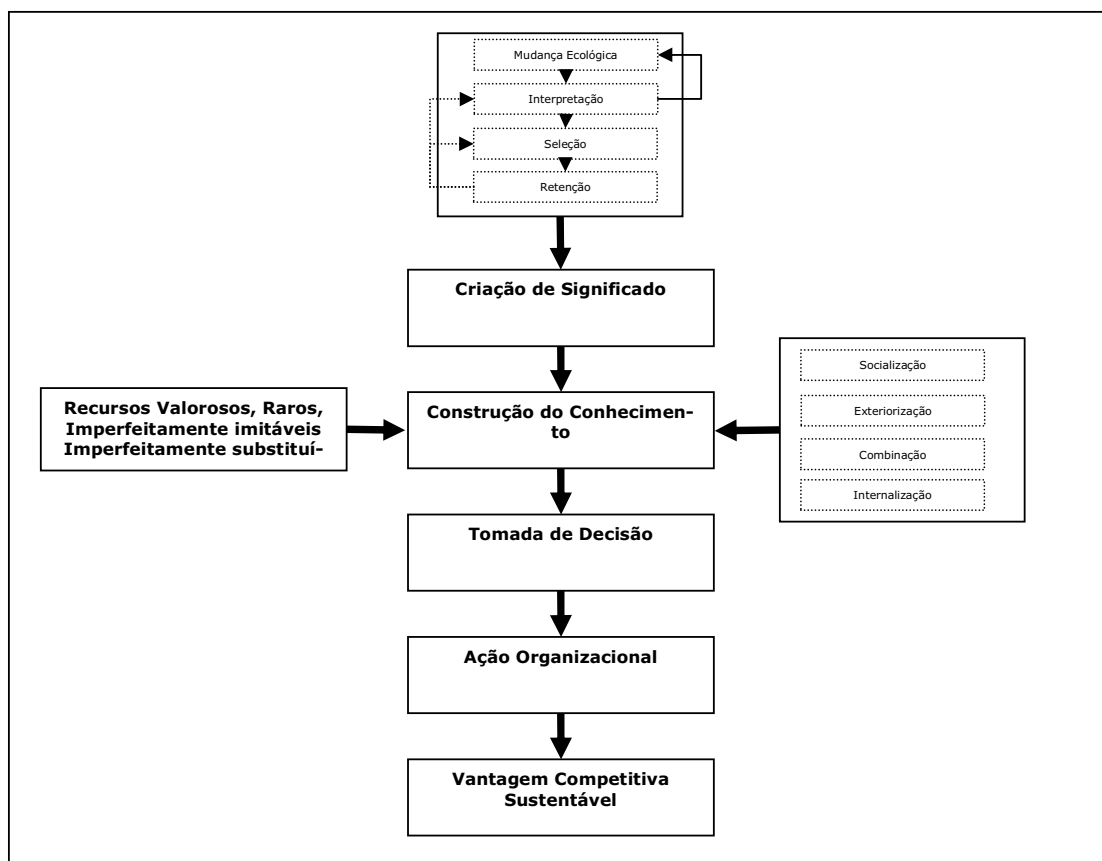 Mudança Ecológica
Interpretação
Seleção
Retenção
Criação de Significado
Recursos Valorosos, Raros,
Imperfeitamente imitáveis
Imperfeitamente substituí-
Construção do Conhecimen-
to
Socialização
Exteriorização
Combinação
Internalização
Tomada de Decisão
Ação Organizacional
Vantagem Competitiva
Sustentável